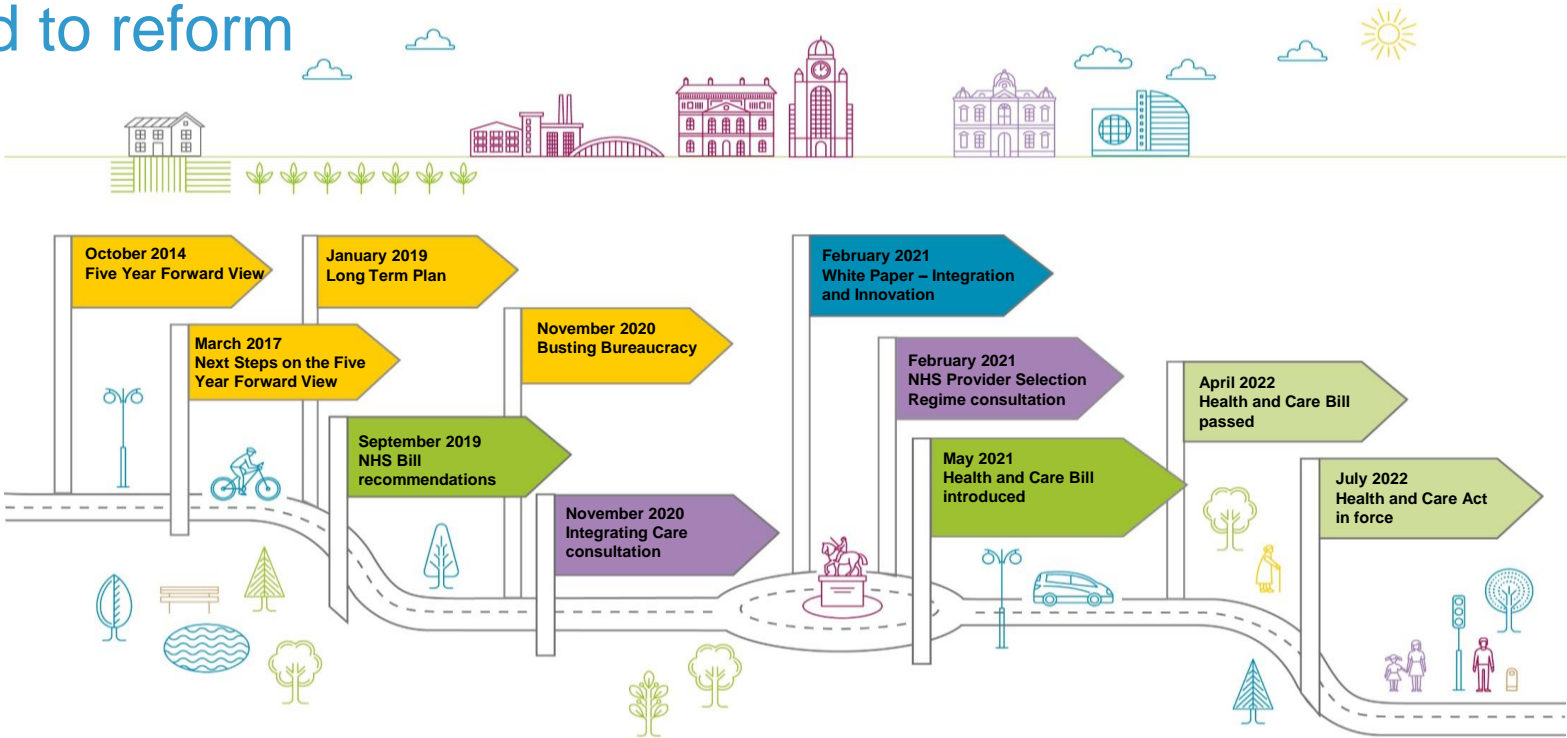 d to reform
October 2014
Five Year Forward View
January 2019
Long Term Plan
March 2017
Next Steps on the Five
Year Forward View
November 2020
Busting Bureaucracy
September 2019
NHS Bill
recommendations
November 2020
Integrating Care
consultation
February 2021
White Paper – Integration
and Innovation
February 2021
NHS Provider Selection
Regime consultation
May 2021
Health and Care Bill
introduced
April 2022
Health and Care Bill
passed
July 2022
Health and Care Act
in force